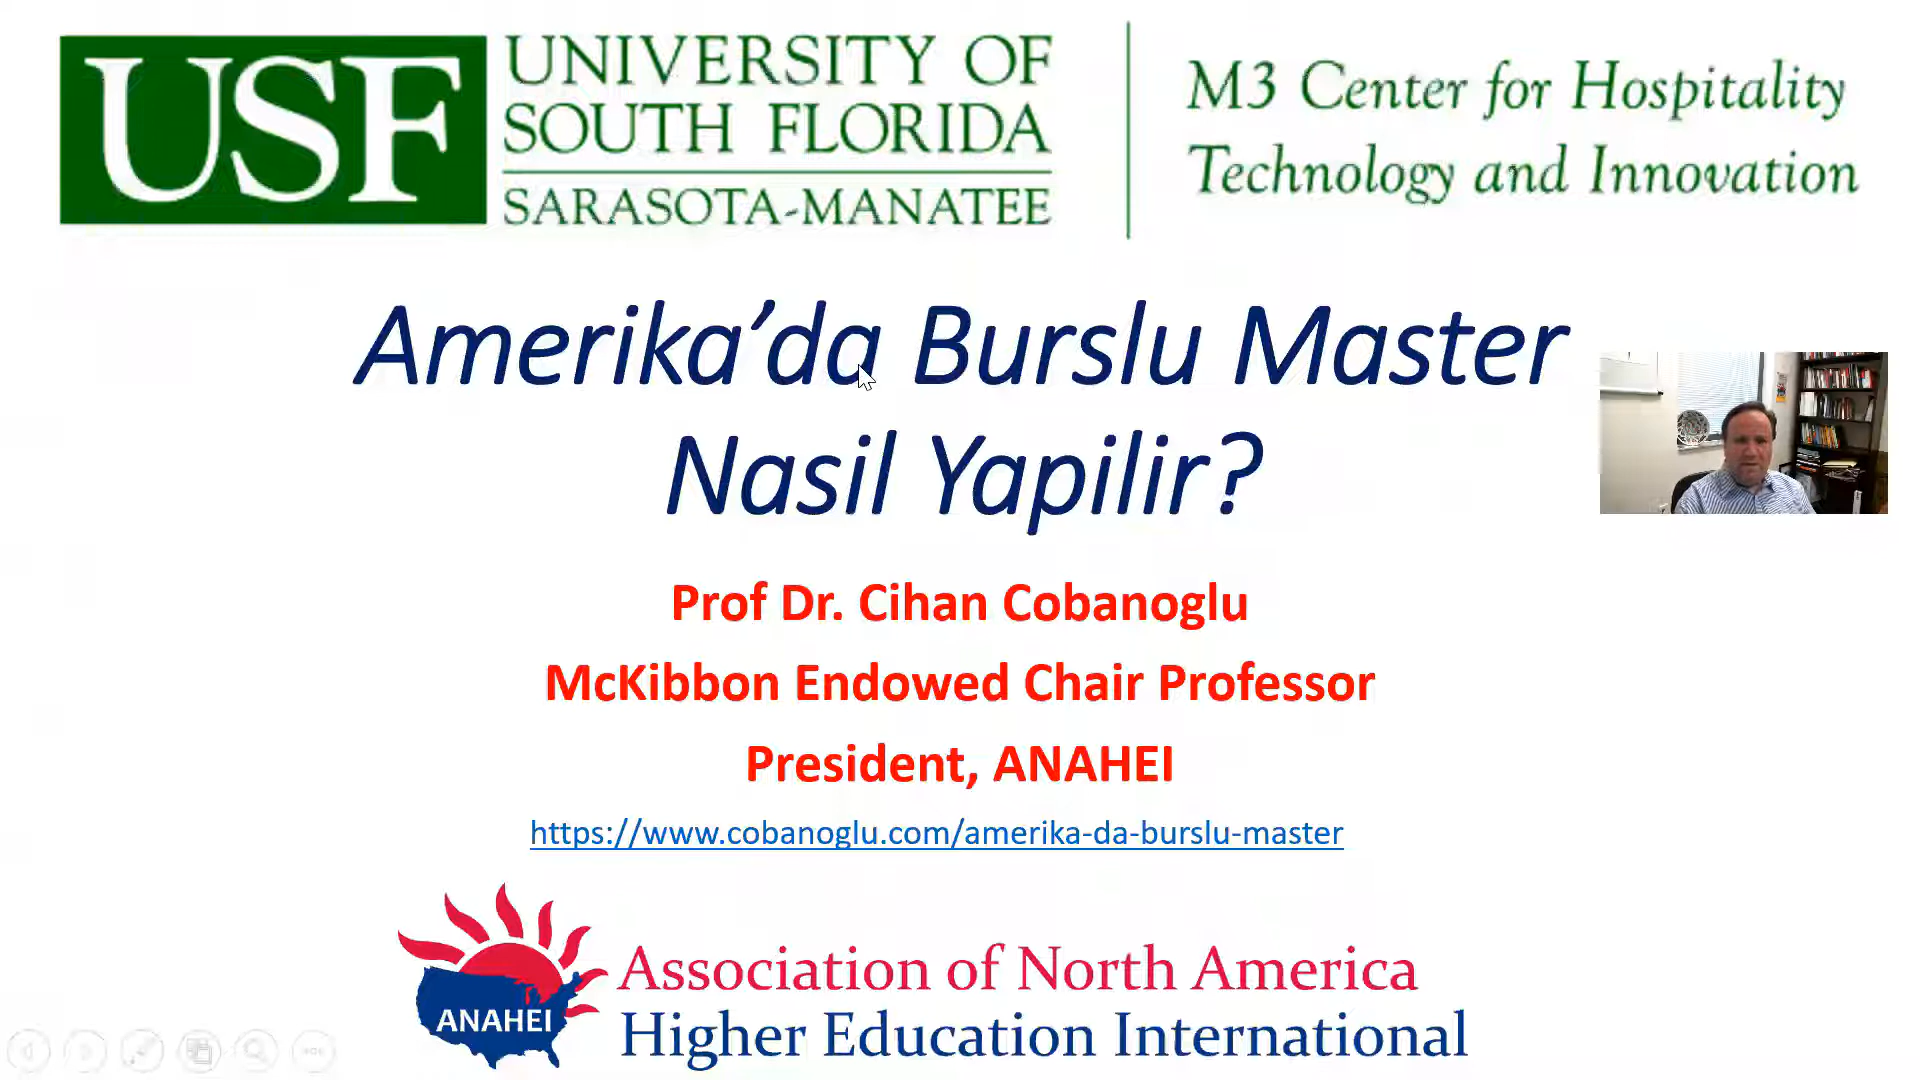 USF
UNIVERSITY OF
SOUTH FLORIDA
SARASOTA-MANATEE
M3 Center for Hospitality
Technology and Innovation
Amerika’da Burslu Master
Nasil Yapilir?
Prof Dr. Cihan Cobanoglu
McKibbon Endowed Chair Professor
President, ANAHEI
https://www.cobanoglu.com/amerika-da-burslu-master
ANAHEI
Association of North America
Higher Education International